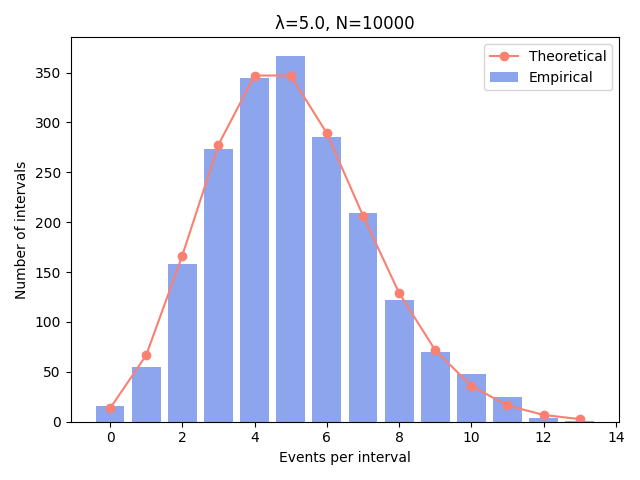 λ=5.0, N=10000
Theoretical
Empirical
Number of intervals
350
300
250
200
150
100
50
0
0 2 4 6 8 10 12 14
Events per interval